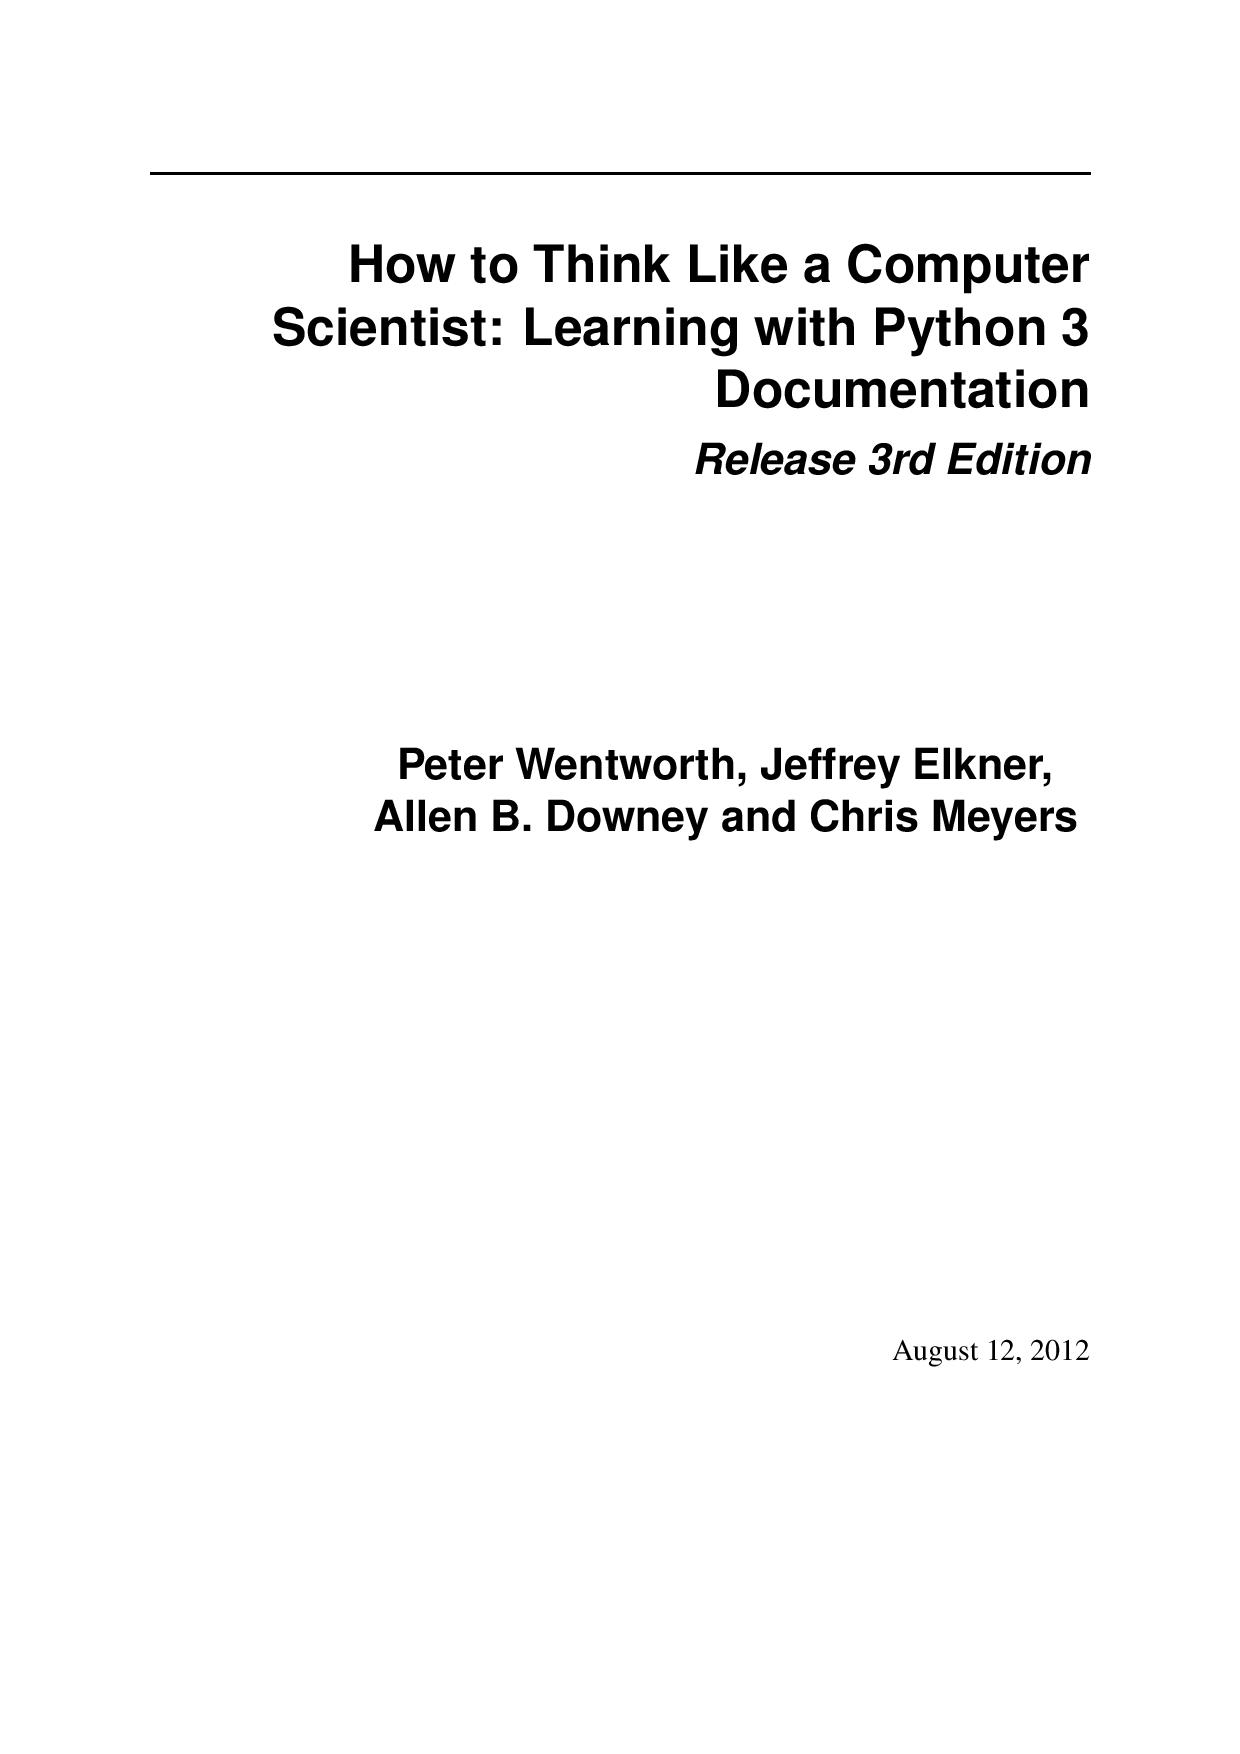 How to Think Like a Computer
Scientist: Learning with Python 3
Documentation
Release 3rd Edition
Peter Wentworth, Jeffrey Elkner,
Allen B. Downey and Chris Meyers
August 12, 2012